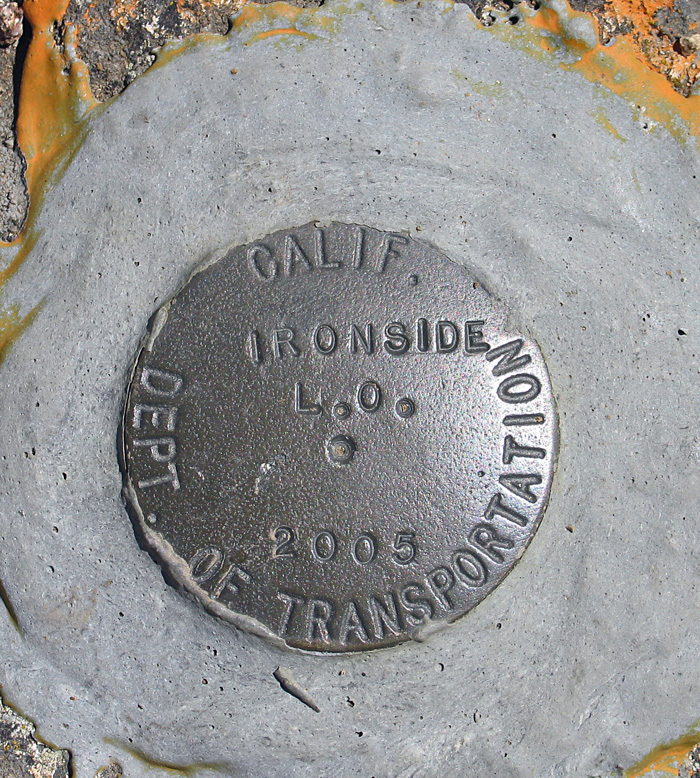 CALIF.
DEPT. OF TRANSPORTATION
IRONSIDE
L.O.
2005